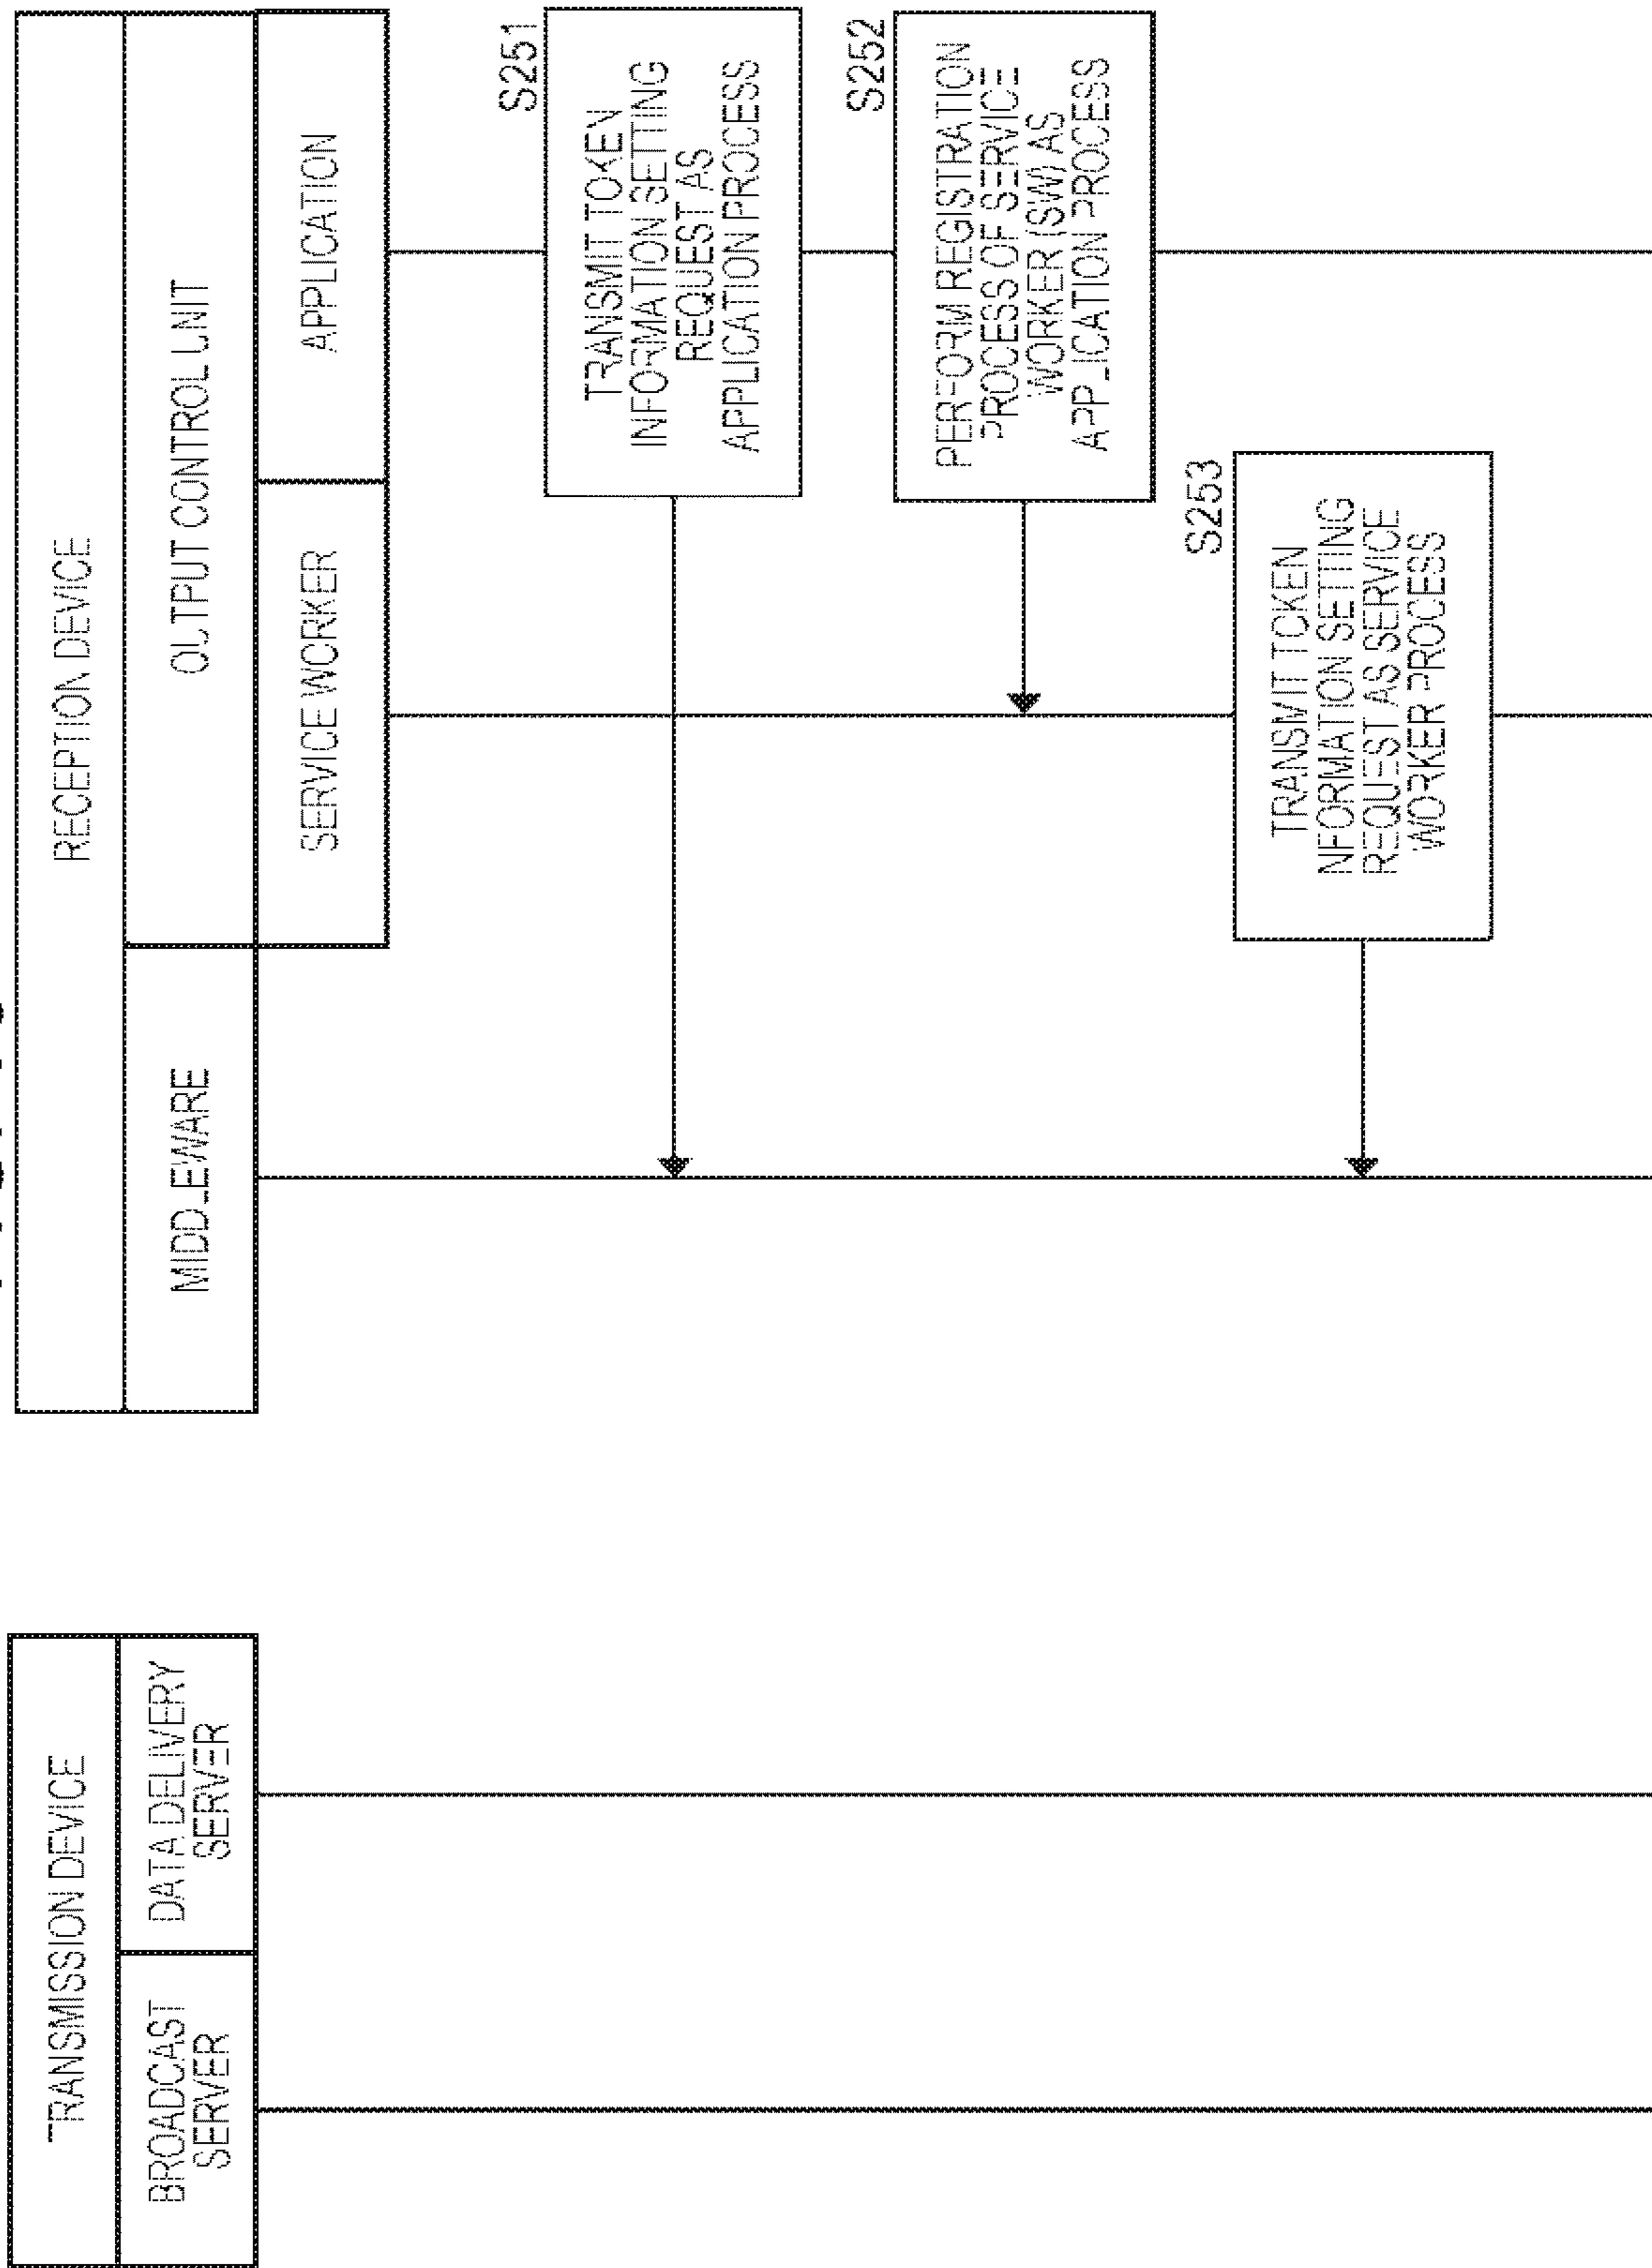 TRANSMISSION DEVICE
BROADCAST
SERVER
DATA DELIVERY
SERVER
RECEPTION DEVICE
MIDDLEWARE
OUTPUT CONTROL UNIT
SERVICE WORKER
APPLICATION
S251
TRANSMIT TOKEN
INFORMATION SETTING
REQUEST AS
APPLICATION PROCESS
S252
PERFORM REGISTRATION
PROCESS OF SERVICE
WORKER (SW) AS
APPLICATION PROCESS
S253
TRANSMIT TOKEN
INFORMATION SETTING
REQUEST AS SERVICE
WORKER PROCESS